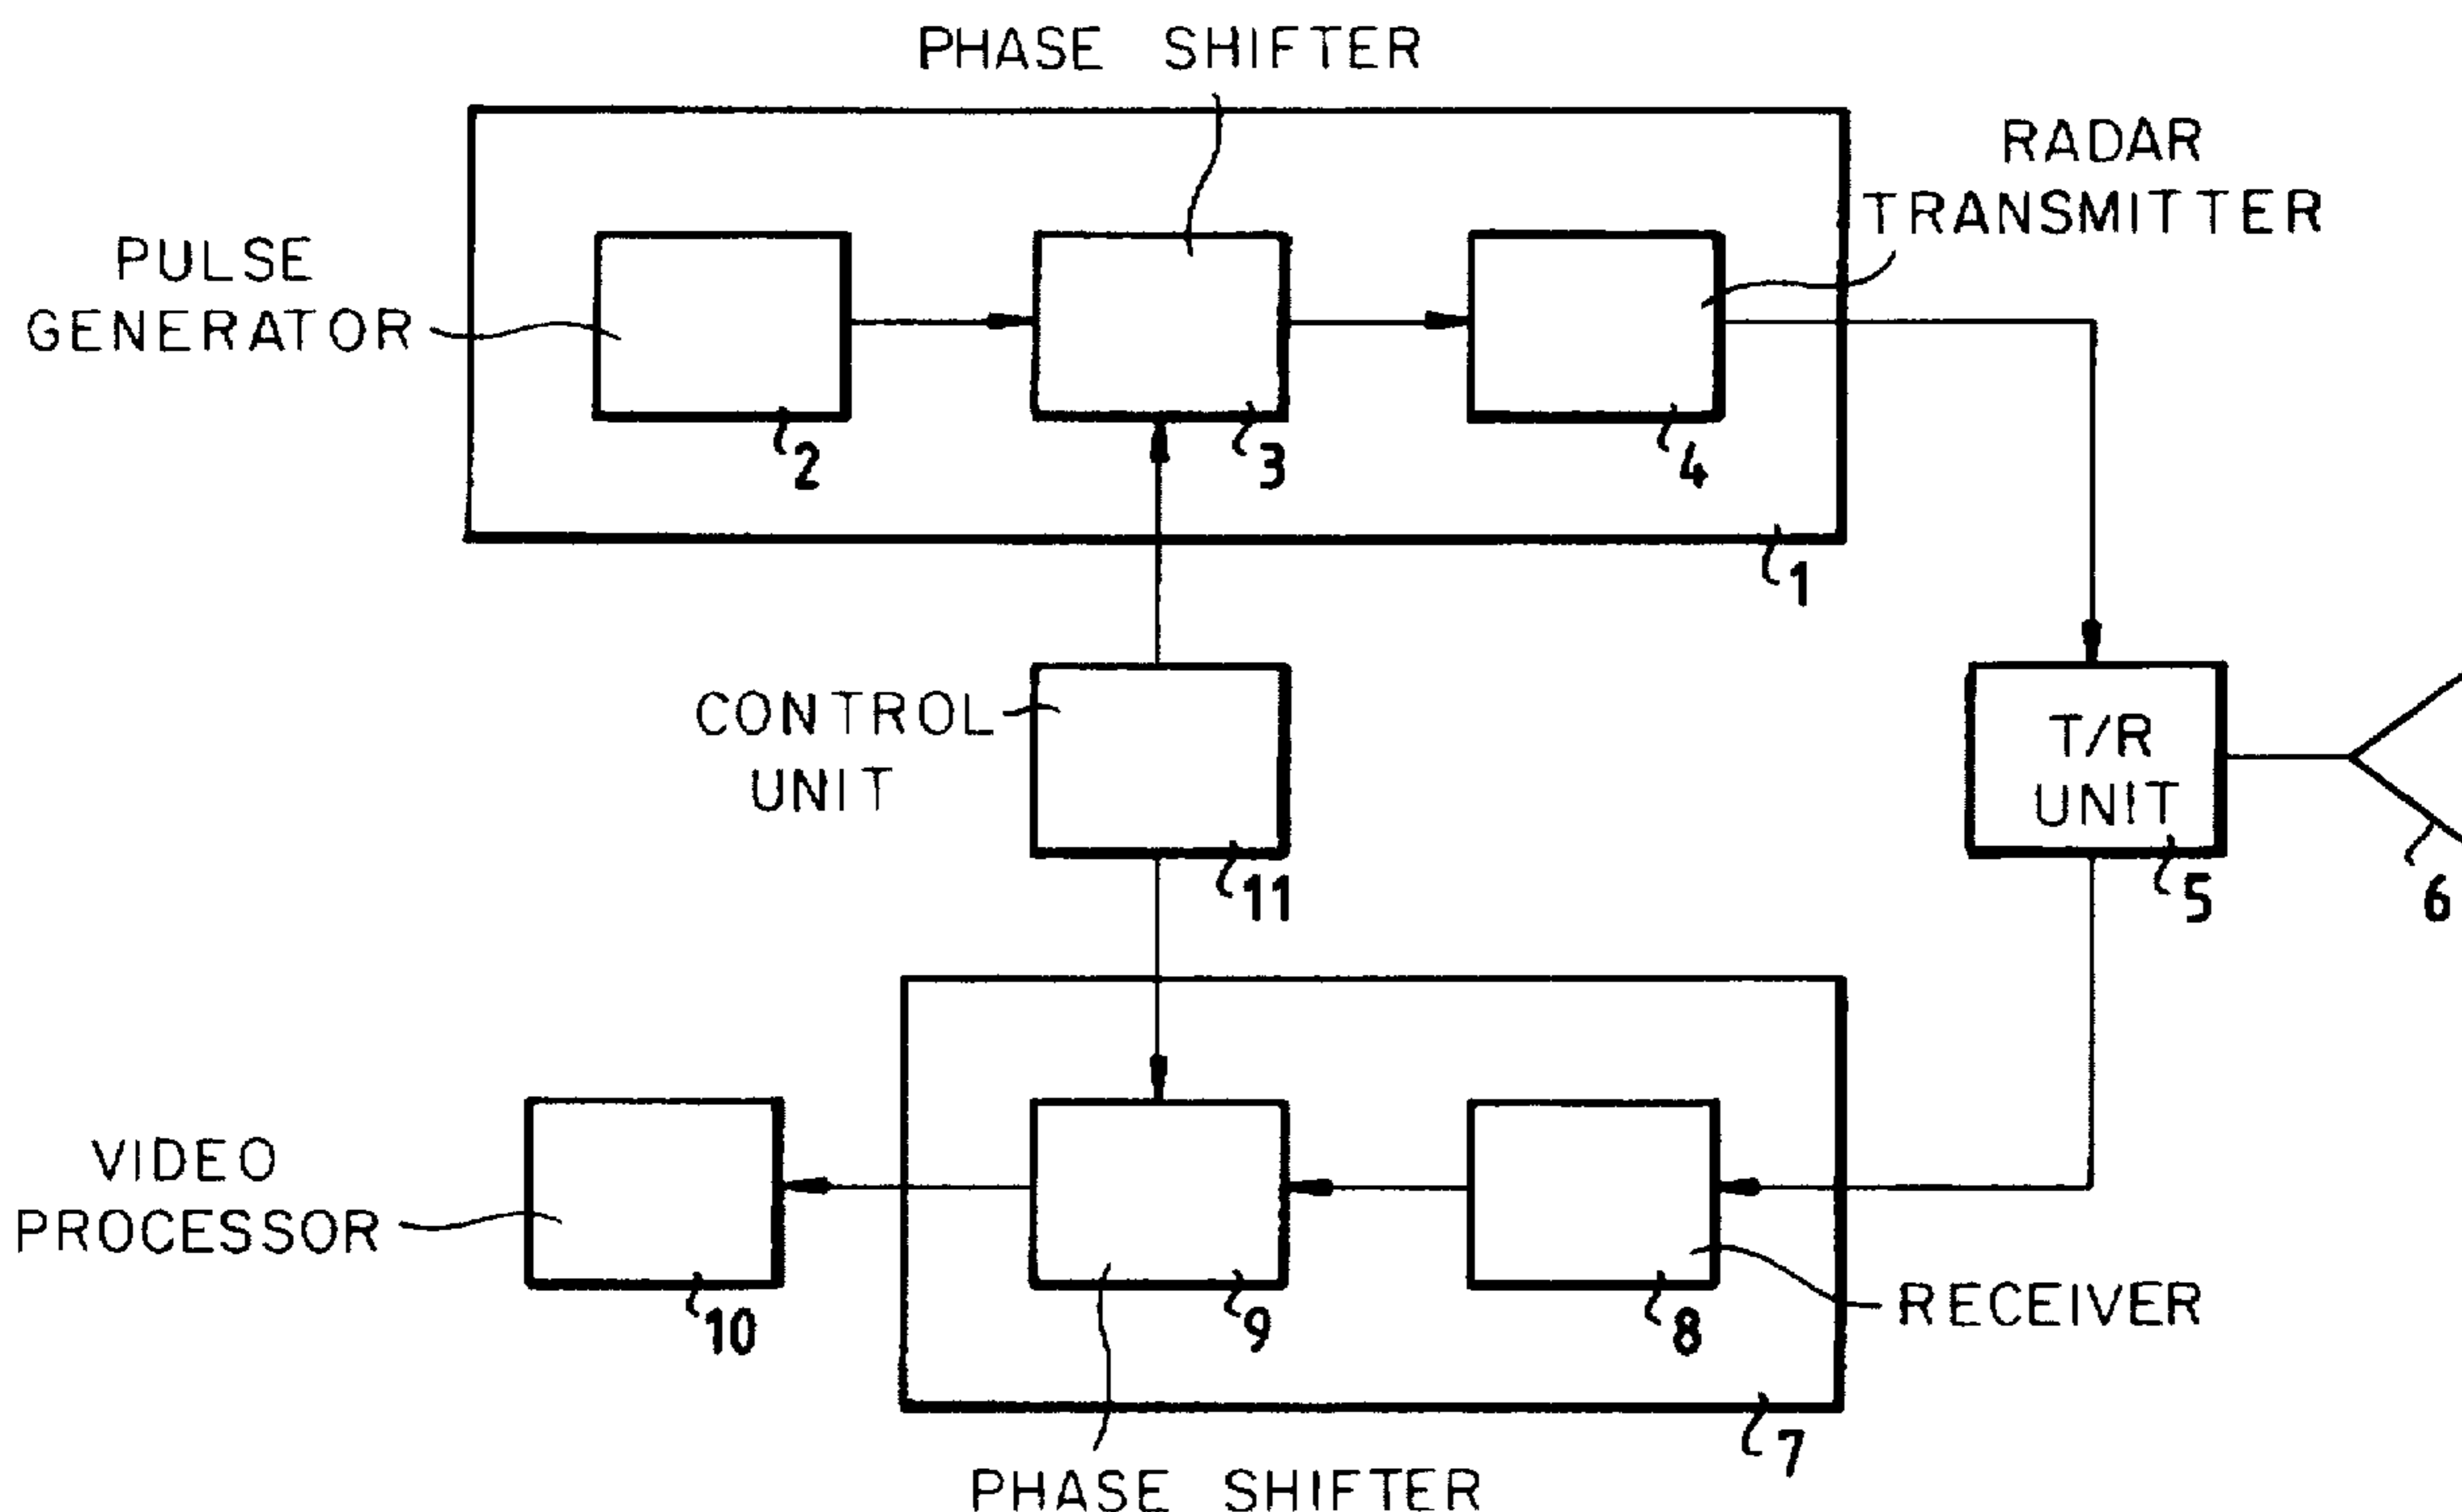 PHASE SHIFTER
RADAR
TRANSMITTER
PULSE
GENERATOR
2
3
4
1
CONTROL
UNIT
T/R
UNIT
11
5
6
VIDEO
PROCESSOR
RECEIVER
10
9
8
7
PHASE SHIFTER